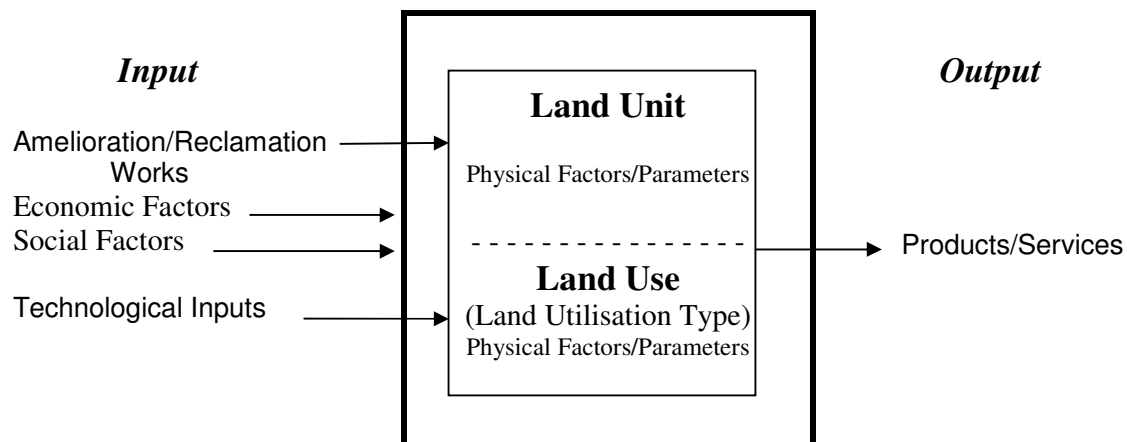 Input
Output
Land Unit
Amelioration/Reclamation
Works
Physical Factors/Parameters
Economic Factors
Social Factors
Products/Services
Land Use
Technological Inputs
(Land Utilisation Type)
Physical Factors/Parameters